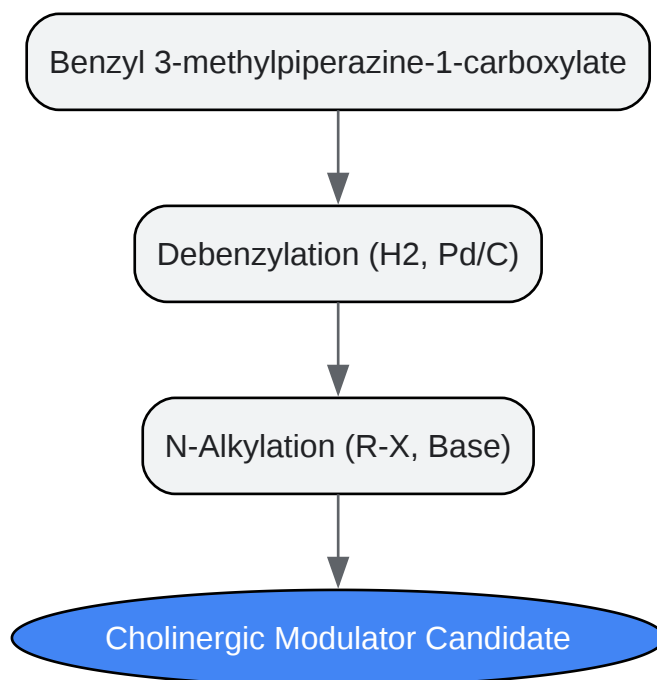 Benzyl 3-methylpiperazine-1-carboxylate
Debenzylation (H2, Pd/C)
N-Alkylation (R-X, Base)
Cholinergic Modulator Candidate